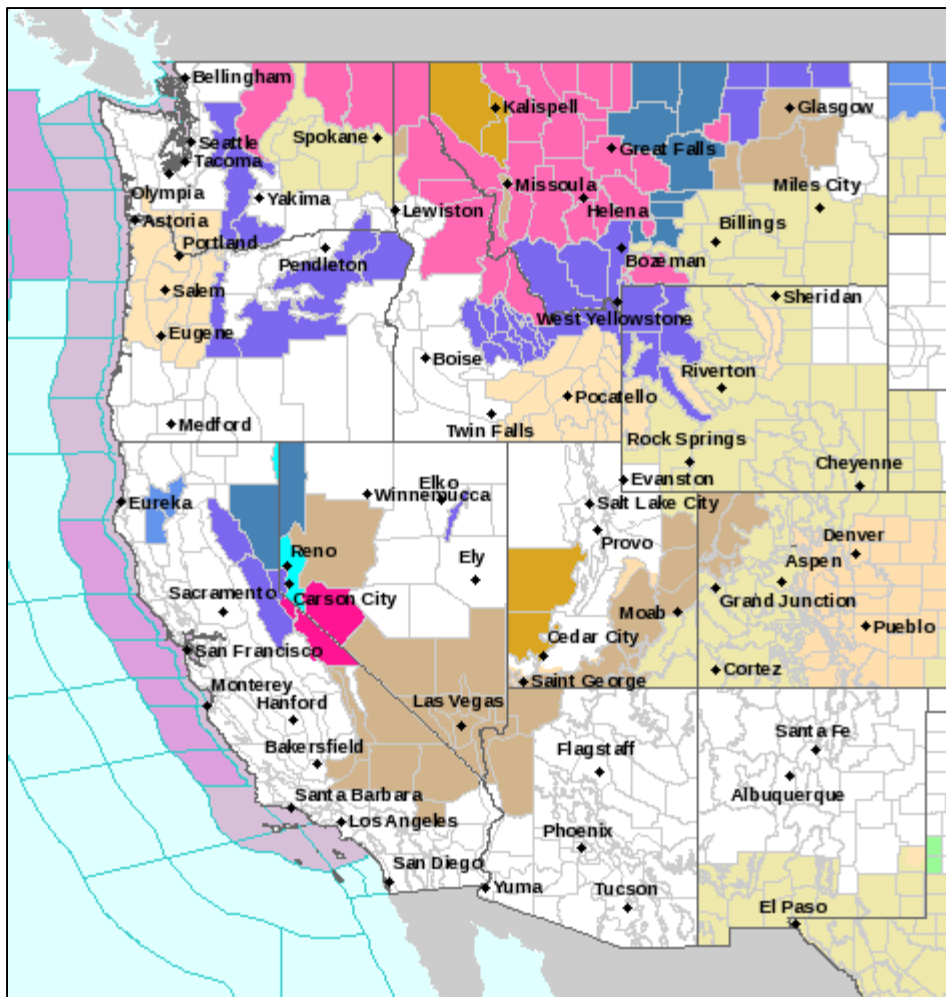 Bellingham
Kalispell
Glasgow
Seattle
Spokane
Great Falls
Tacoma
Olympia
Missoula
Miles City
Yakima
Helena
Lewiston
Astoria
Billings
Portland
Pendleton
Bozeman
Salem
Sheridan
West Yellowstone
Eugene
Boise
Riverton
Pocatello
Medford
Twin Falls
Rock Springs
Cheyenne
Elko
Evanston
Eureka
Winnemucca
Salt Lake City
Provo
Denver
Reno
Ely
Aspen
Sacramento
Carson City
Grand Junction
Moab
Pueblo
Cedar City
San Francisco
Cortez
Saint George
Monterey
Hanford
Las Vegas
Santa Fe
Bakersfield
Flagstaff
Albuquerque
Santa Barbara
Los Angeles
Phoenix
San Diego
Yuma
Tucson
El Paso